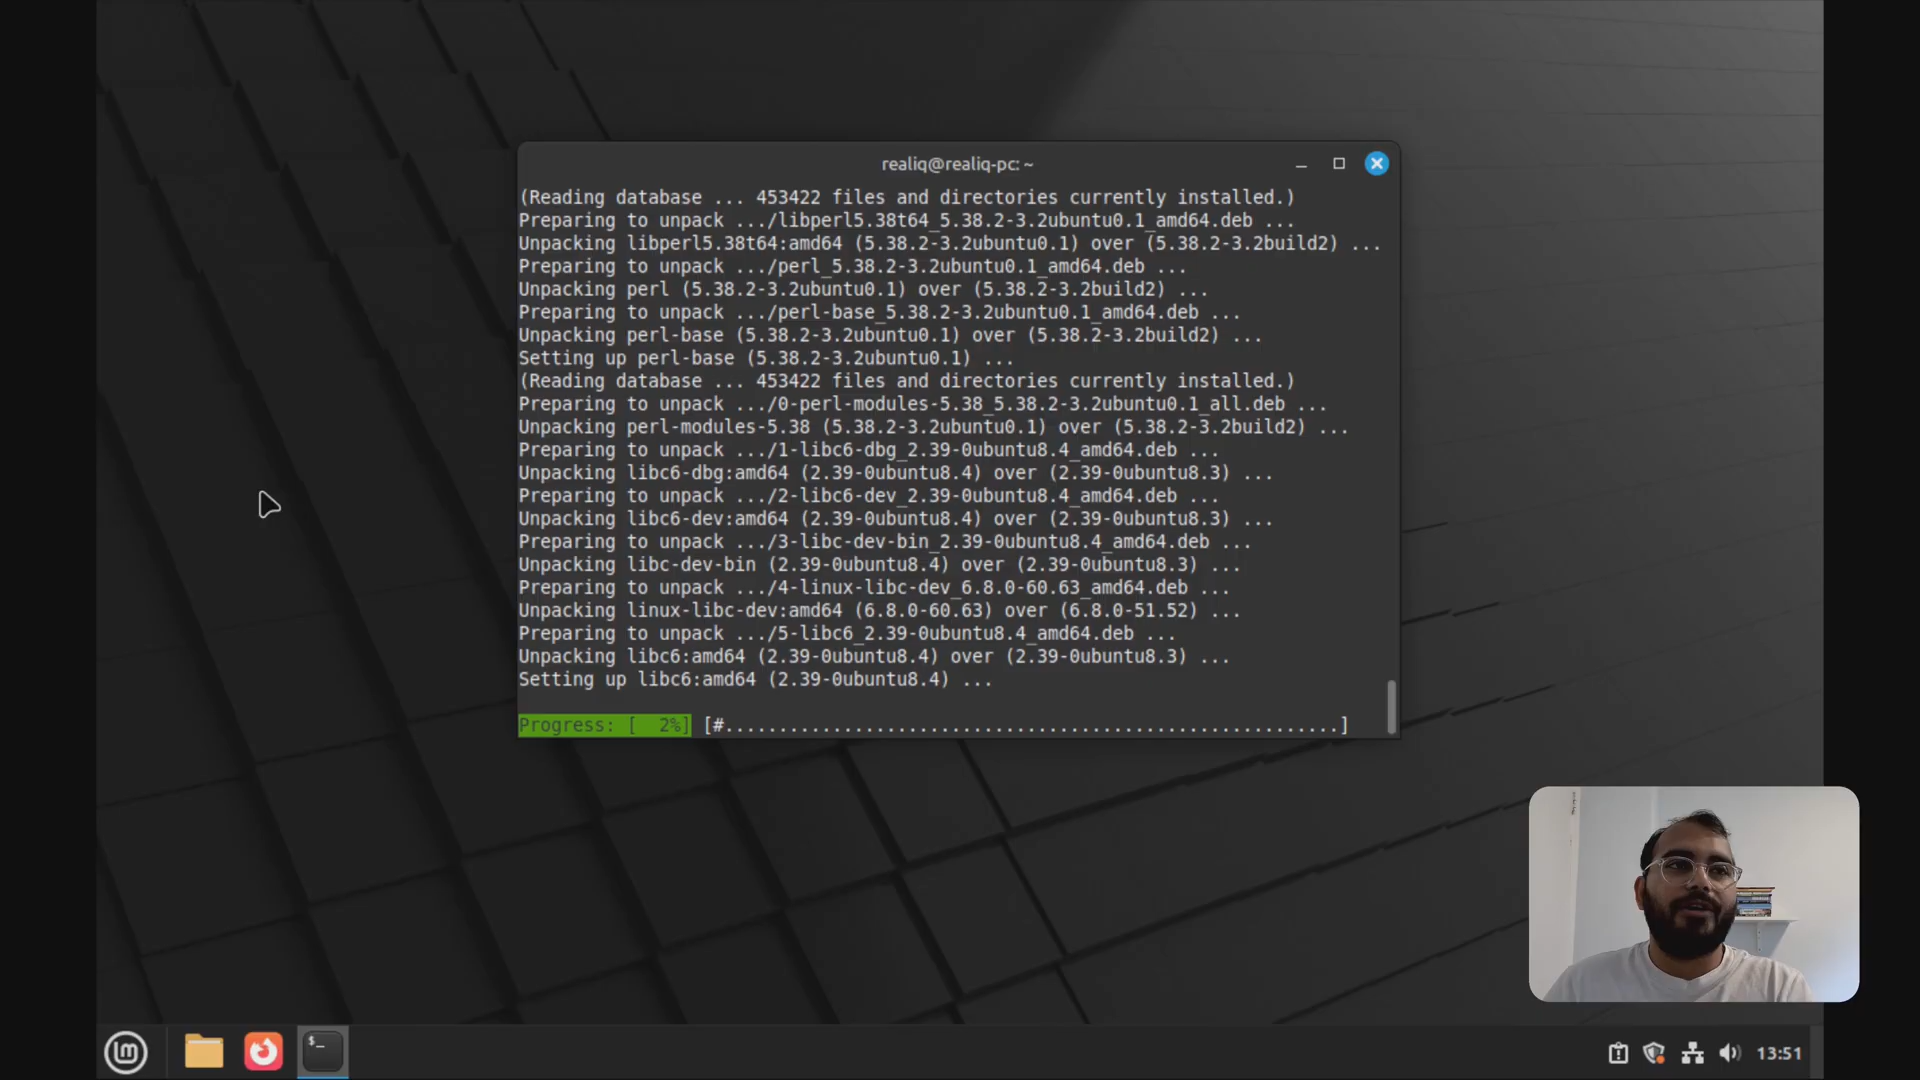 realiq@realiq-pc: ~
(Reading database ... 453422 files and directories currently installed.)
Preparing to unpack .../libperl5.38t64_5.38.2-3.2ubuntu0.1_amd64.deb ...
Unpacking libperl5.38t64:amd64 (5.38.2-3.2ubuntu0.1) over (5.38.2-3.2build2) ...
Preparing to unpack .../perl_5.38.2-3.2ubuntu0.1_amd64.deb ...
Unpacking perl (5.38.2-3.2ubuntu0.1) over (5.38.2-3.2build2) ...
Preparing to unpack .../perl-base_5.38.2-3.2ubuntu0.1_amd64.deb ...
Unpacking perl-base (5.38.2-3.2ubuntu0.1) over (5.38.2-3.2build2) ...
Setting up perl-base (5.38.2-3.2ubuntu0.1) ...
(Reading database ... 453422 files and directories currently installed.)
Preparing to unpack .../0-perl-modules-5.38_5.38.2-3.2ubuntu0.1_all.deb ...
Unpacking perl-modules-5.38 (5.38.2-3.2ubuntu0.1) over (5.38.2-3.2build2) ...
Preparing to unpack .../1-libc6-dbg_2.39-0ubuntu8.4_amd64.deb ...
Unpacking libc6-dbg:amd64 (2.39-0ubuntu8.4) over (2.39-0ubuntu8.3) ...
Preparing to unpack .../2-libc6-dev_2.39-0ubuntu8.4_amd64.deb ...
Unpacking libc6-dev:amd64 (2.39-0ubuntu8.4) over (2.39-0ubuntu8.3) ...
Preparing to unpack .../3-libc-dev-bin_2.39-0ubuntu8.4_amd64.deb ...
Unpacking libc-dev-bin (2.39-0ubuntu8.4) over (2.39-0ubuntu8.3) ...
Preparing to unpack .../4-linux-libc-dev_6.8.0-60.63_amd64.deb ...
Unpacking linux-libc-dev:amd64 (6.8.0-60.63) over (6.8.0-51.52) ...
Preparing to unpack .../5-libc6_2.39-0ubuntu8.4_amd64.deb ...
Unpacking libc6:amd64 (2.39-0ubuntu8.4) over (2.39-0ubuntu8.3) ...
Setting up libc6:amd64 (2.39-0ubuntu8.4) ...
Progress: [  2%] [#.........................................................]
$_
13:51